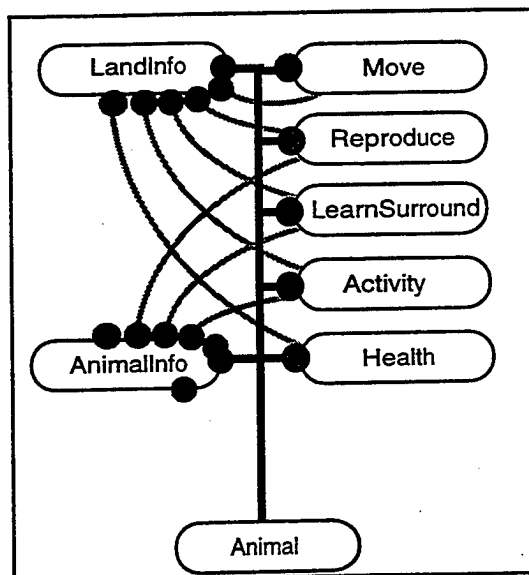 LandInfo
Move
Reproduce
LearnSurround
Activity
AnimalInfo
Health
Animal